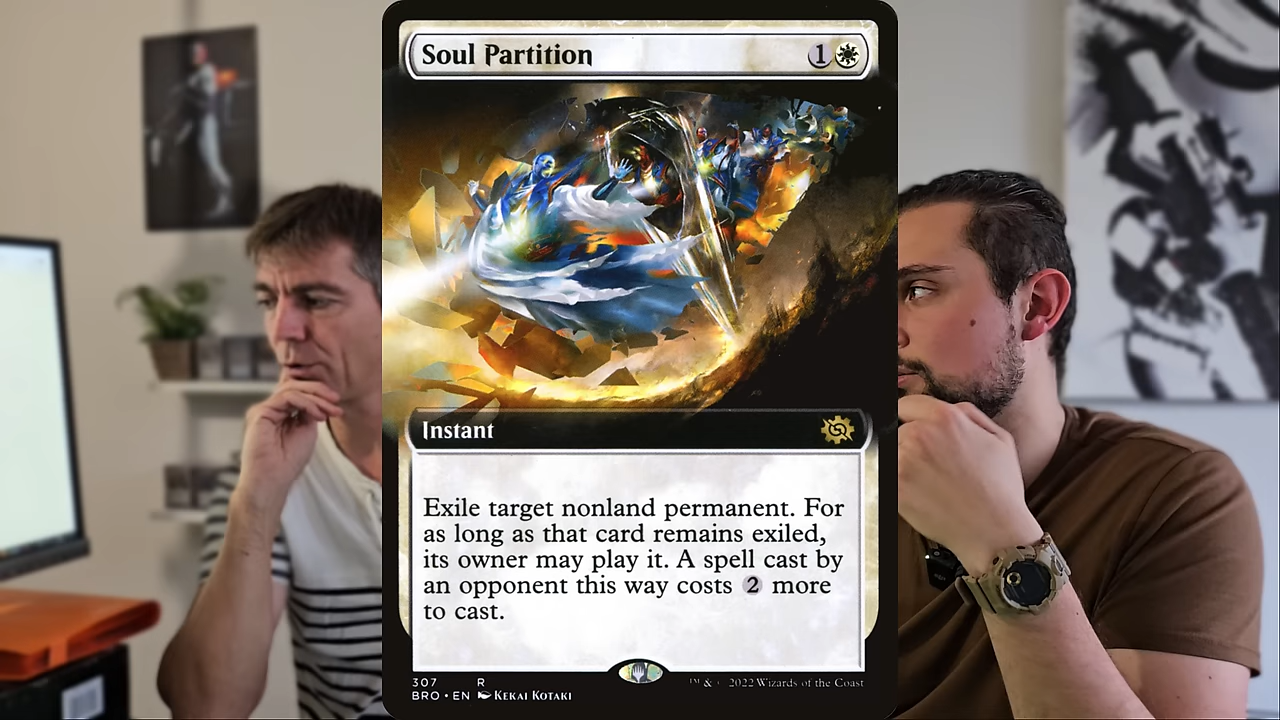 Soul Partition 1
Instant
Exile target nonland permanent. For
as long as that card remains exiled,
its owner may play it. A spell cast by
an opponent this way costs 2 more
to cast.
307 R
BRO • EN KEKAI KOTAKI
™ & © 2022 Wizards of the Coast